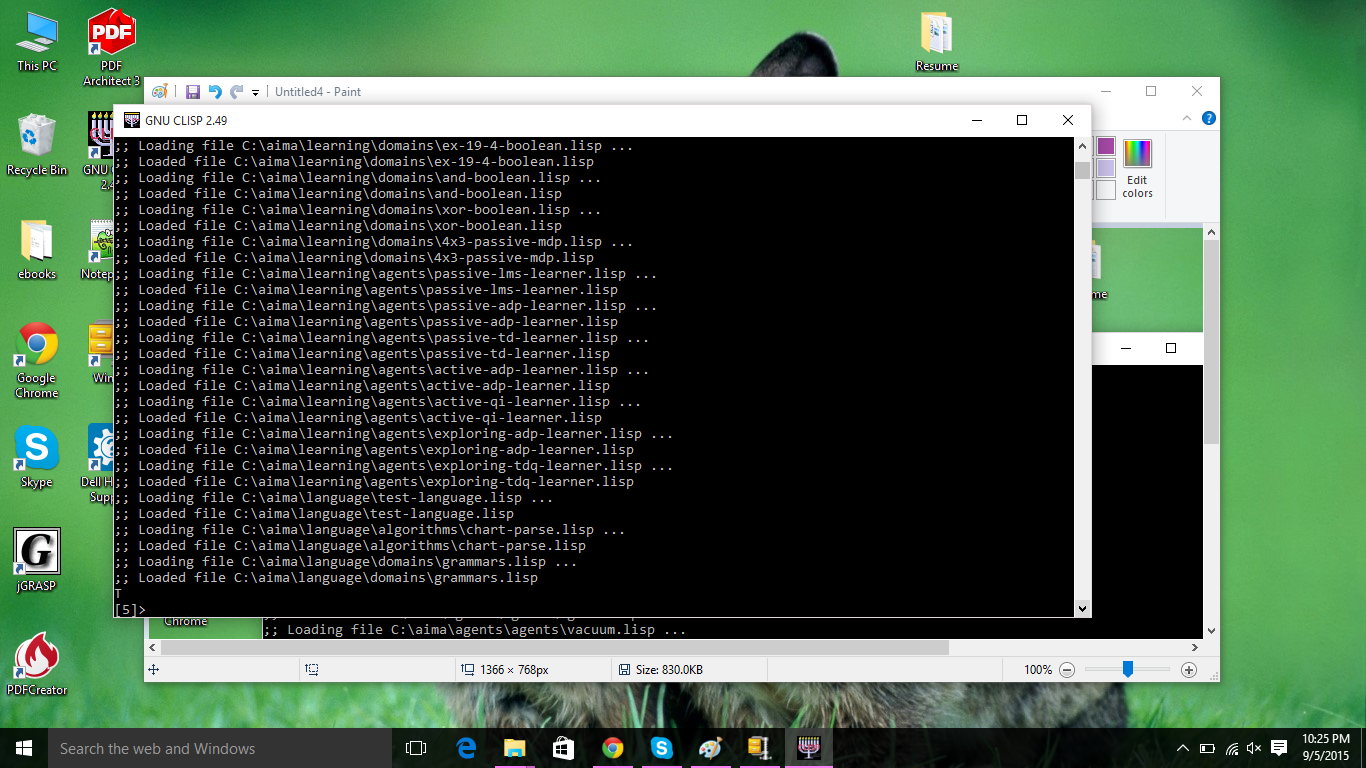 This PC
PDF
Architect 3
Resume
Untitled4 - Paint
GNU CLISP 2.49
Recycle Bin
GNU
2.4
Edit
colors
ebooks
Notep
me
Google
Chrome
Win
Skype
Dell H
Supp
jGRASP
PDFCreator
;; Loading file C:\aima\learning\domains\ex-19-4-boolean.lisp ...
;; Loaded file C:\aima\learning\domains\ex-19-4-boolean.lisp
;; Loading file C:\aima\learning\domains\and-boolean.lisp ...
;; Loaded file C:\aima\learning\domains\and-boolean.lisp
;; Loading file C:\aima\learning\domains\xor-boolean.lisp ...
;; Loaded file C:\aima\learning\domains\xor-boolean.lisp
;; Loading file C:\aima\learning\domains\4x3-passive-mdp.lisp ...
;; Loaded file C:\aima\learning\domains\4x3-passive-mdp.lisp
;; Loading file C:\aima\learning\agents\passive-lms-learner.lisp ...
;; Loaded file C:\aima\learning\agents\passive-lms-learner.lisp
;; Loading file C:\aima\learning\agents\passive-adp-learner.lisp ...
;; Loaded file C:\aima\learning\agents\passive-adp-learner.lisp
;; Loading file C:\aima\learning\agents\passive-td-learner.lisp ...
;; Loaded file C:\aima\learning\agents\passive-td-learner.lisp
;; Loading file C:\aima\learning\agents\active-adp-learner.lisp ...
;; Loaded file C:\aima\learning\agents\active-adp-learner.lisp
;; Loading file C:\aima\learning\agents\active-qi-learner.lisp ...
;; Loaded file C:\aima\learning\agents\active-qi-learner.lisp
;; Loading file C:\aima\learning\agents\exploring-adp-learner.lisp ...
;; Loaded file C:\aima\learning\agents\exploring-adp-learner.lisp
;; Loading file C:\aima\learning\agents\exploring-tdq-learner.lisp ...
;; Loaded file C:\aima\learning\agents\exploring-tdq-learner.lisp
;; Loading file C:\aima\language\test-language.lisp ...
;; Loaded file C:\aima\language\test-language.lisp
;; Loading file C:\aima\language\algorithms\chart-parse.lisp ...
;; Loaded file C:\aima\language\algorithms\chart-parse.lisp
;; Loading file C:\aima\language\domains\grammars.lisp ...
;; Loaded file C:\aima\language\domains\grammars.lisp
T
[5]>
Chrome
;; Loading file C:\aima\agents\agents\vacuum.lisp ...
1366 × 768px
Size: 830.0KB
100%
Search the web and Windows
10:25 PM
9/5/2015